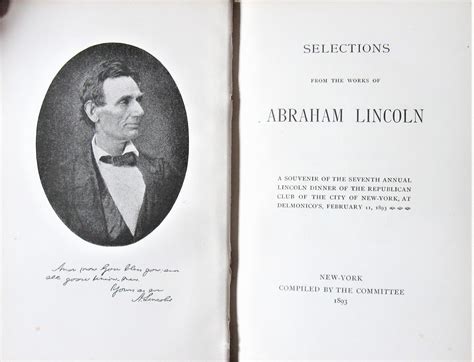 Yours as ever
A. Lincoln
SELECTIONS
FROM THE WORKS OF
ABRAHAM LINCOLN
A SOUVENIR OF THE SEVENTH ANNUAL
LINCOLN DINNER OF THE REPUBLICAN
CLUB OF THE CITY OF NEW-YORK, AT
DELMONICO'S, FEBRUARY 11, 1893
NEW-YORK
COMPILED BY THE COMMITTEE
1893